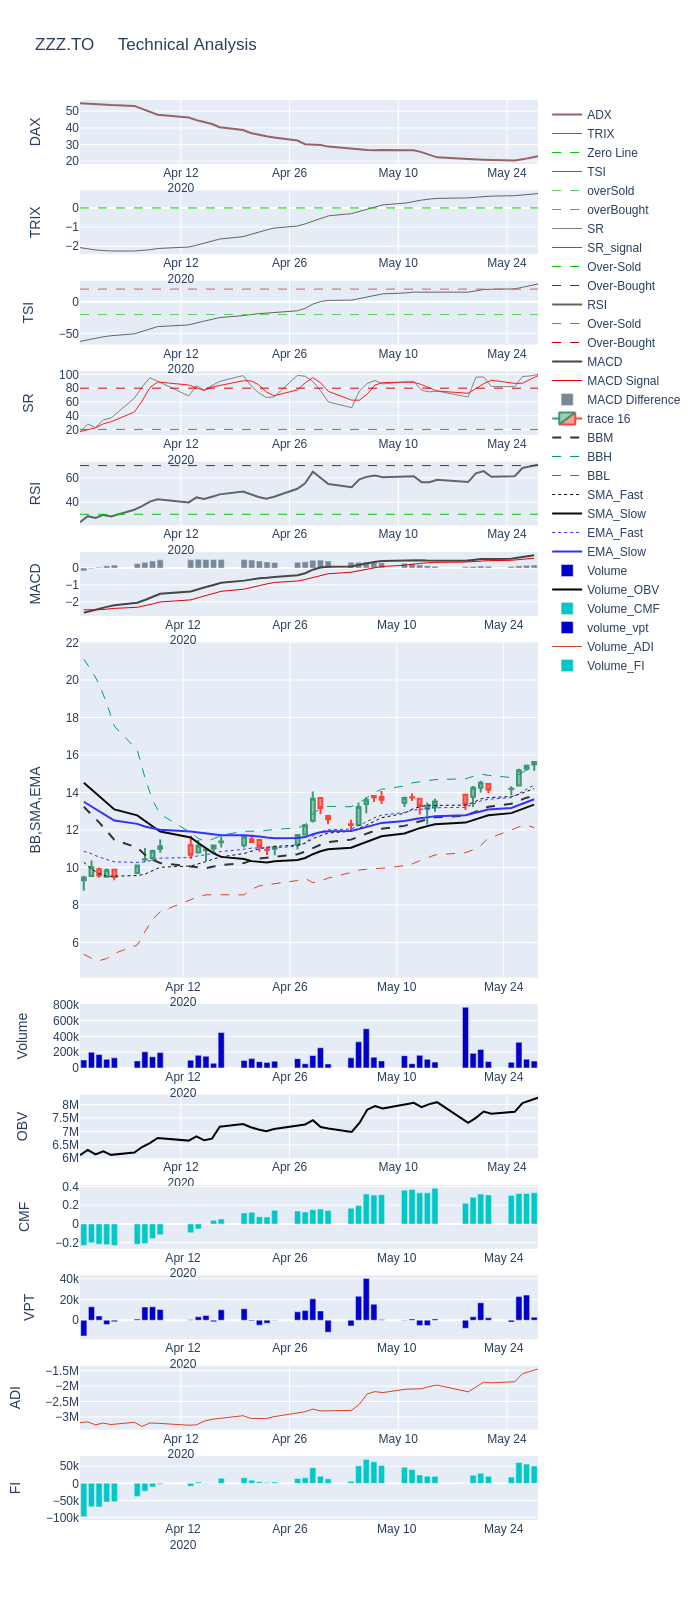 ZZZ.TO Technical Analysis
DAX
50
40
30
20
Apr 12
2020
Apr 26
May 10
May 24
TRIX
0
−1
−2
Apr 12
2020
Apr 26
May 10
May 24
TSI
0
−50
Apr 12
2020
Apr 26
May 10
May 24
SR
100
80
60
40
20
Apr 12
2020
Apr 26
May 10
May 24
RSI
60
40
Apr 12
2020
Apr 26
May 10
May 24
MACD
0
−1
−2
Apr 12
2020
Apr 26
May 10
May 24
BB,SMA,EMA
22
20
18
16
14
12
10
8
6
Apr 12
2020
Apr 26
May 10
May 24
Volume
800k
600k
400k
200k
0
Apr 12
2020
Apr 26
May 10
May 24
OBV
8M
7.5M
7M
6.5M
6M
Apr 12
2020
Apr 26
May 10
May 24
CMF
0.4
0.2
0
−0.2
Apr 12
2020
Apr 26
May 10
May 24
VPT
40k
20k
0
Apr 12
2020
Apr 26
May 10
May 24
ADI
−1.5M
−2M
−2.5M
−3M
Apr 12
2020
Apr 26
May 10
May 24
FI
50k
0
−50k
−100k
Apr 12
2020
Apr 26
May 10
May 24
ADX
TRIX
Zero Line
TSI
overSold
overBought
SR
SR_signal
Over-Sold
Over-Bought
RSI
Over-Sold
Over-Bought
MACD
MACD Signal
MACD Difference
trace 16
BBM
BBH
BBL
SMA_Fast
SMA_Slow
EMA_Fast
EMA_Slow
Volume
Volume_OBV
Volume_CMF
volume_vpt
Volume_ADI
Volume_FI